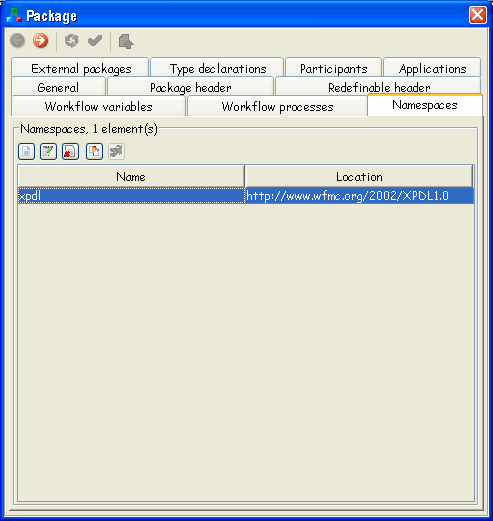 Package
External packages Type declarations Participants Applications
General Package header Redefinable header
Workflow variables Workflow processes Namespaces
Namespaces, 1 element(s)
Name Location
xpdl http://www.wfmc.org/2002/XPDL1.0